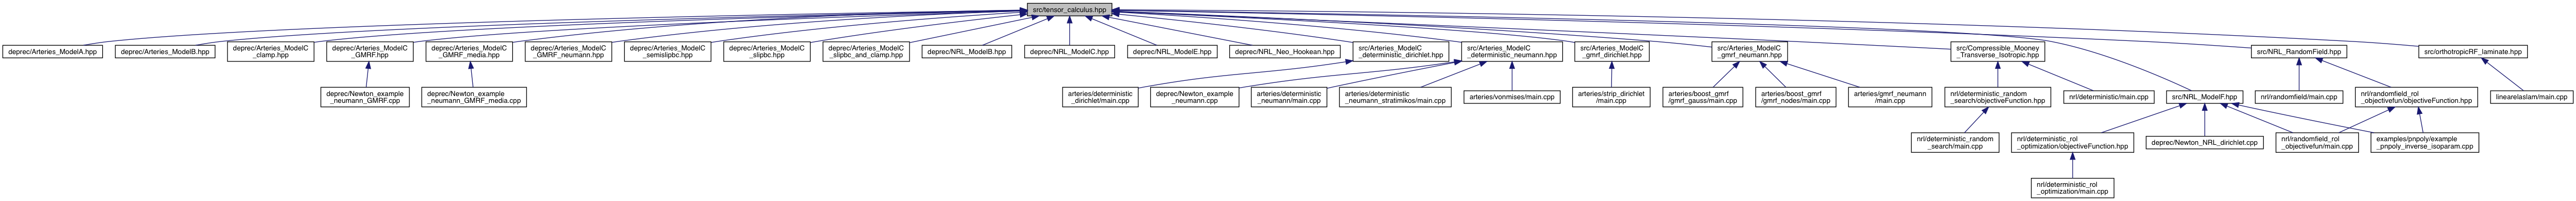 src/tensor_calculus.hpp
deprec/Arteries_ModelA.hpp
deprec/Arteries_ModelB.hpp
deprec/Arteries_ModelC
_clamp.hpp
deprec/Arteries_ModelC
_GMRF.hpp
deprec/Arteries_ModelC
_GMRF_media.hpp
deprec/Arteries_ModelC
_GMRF_neumann.hpp
deprec/Arteries_ModelC
_semislipbc.hpp
deprec/Arteries_ModelC
_slipbc.hpp
deprec/Arteries_ModelC
_slipbc_and_clamp.hpp
deprec/NRL_ModelB.hpp
deprec/NRL_ModelC.hpp
deprec/NRL_ModelE.hpp
deprec/NRL_Neo_Hookean.hpp
src/Arteries_ModelC
_deterministic_dirichlet.hpp
src/Arteries_ModelC
_deterministic_neumann.hpp
src/Arteries_ModelC
_gmrf_dirichlet.hpp
src/Arteries_ModelC
_gmrf_neumann.hpp
src/Compressible_Mooney
_Transverse_Isotropic.hpp
src/NRL_RandomField.hpp
src/orthotropicRF_laminate.hpp
deprec/Newton_example
_neumann_GMRF.cpp
deprec/Newton_example
_neumann_GMRF_media.cpp
arteries/deterministic
_dirichlet/main.cpp
deprec/Newton_example
_neumann.cpp
arteries/deterministic
_neumann/main.cpp
arteries/deterministic
_neumann_stratimikos/main.cpp
arteries/vonmises/main.cpp
arteries/strip_dirichlet
/main.cpp
arteries/boost_gmrf
/gmrf_gauss/main.cpp
arteries/boost_gmrf
/gmrf_nodes/main.cpp
arteries/gmrf_neumann
/main.cpp
nrl/deterministic_random
_search/objectiveFunction.hpp
nrl/deterministic/main.cpp
src/NRL_ModelF.hpp
nrl/randomfield/main.cpp
nrl/randomfield_rol
_objectivefun/objectiveFunction.hpp
linearelaslam/main.cpp
nrl/deterministic_random
_search/main.cpp
nrl/deterministic_rol
_optimization/objectiveFunction.hpp
deprec/Newton_NRL_dirichlet.cpp
nrl/randomfield_rol
_objectivefun/main.cpp
examples/pnpoly/example
_pnpoly_inverse_isoparam.cpp
nrl/deterministic_rol
_optimization/main.cpp